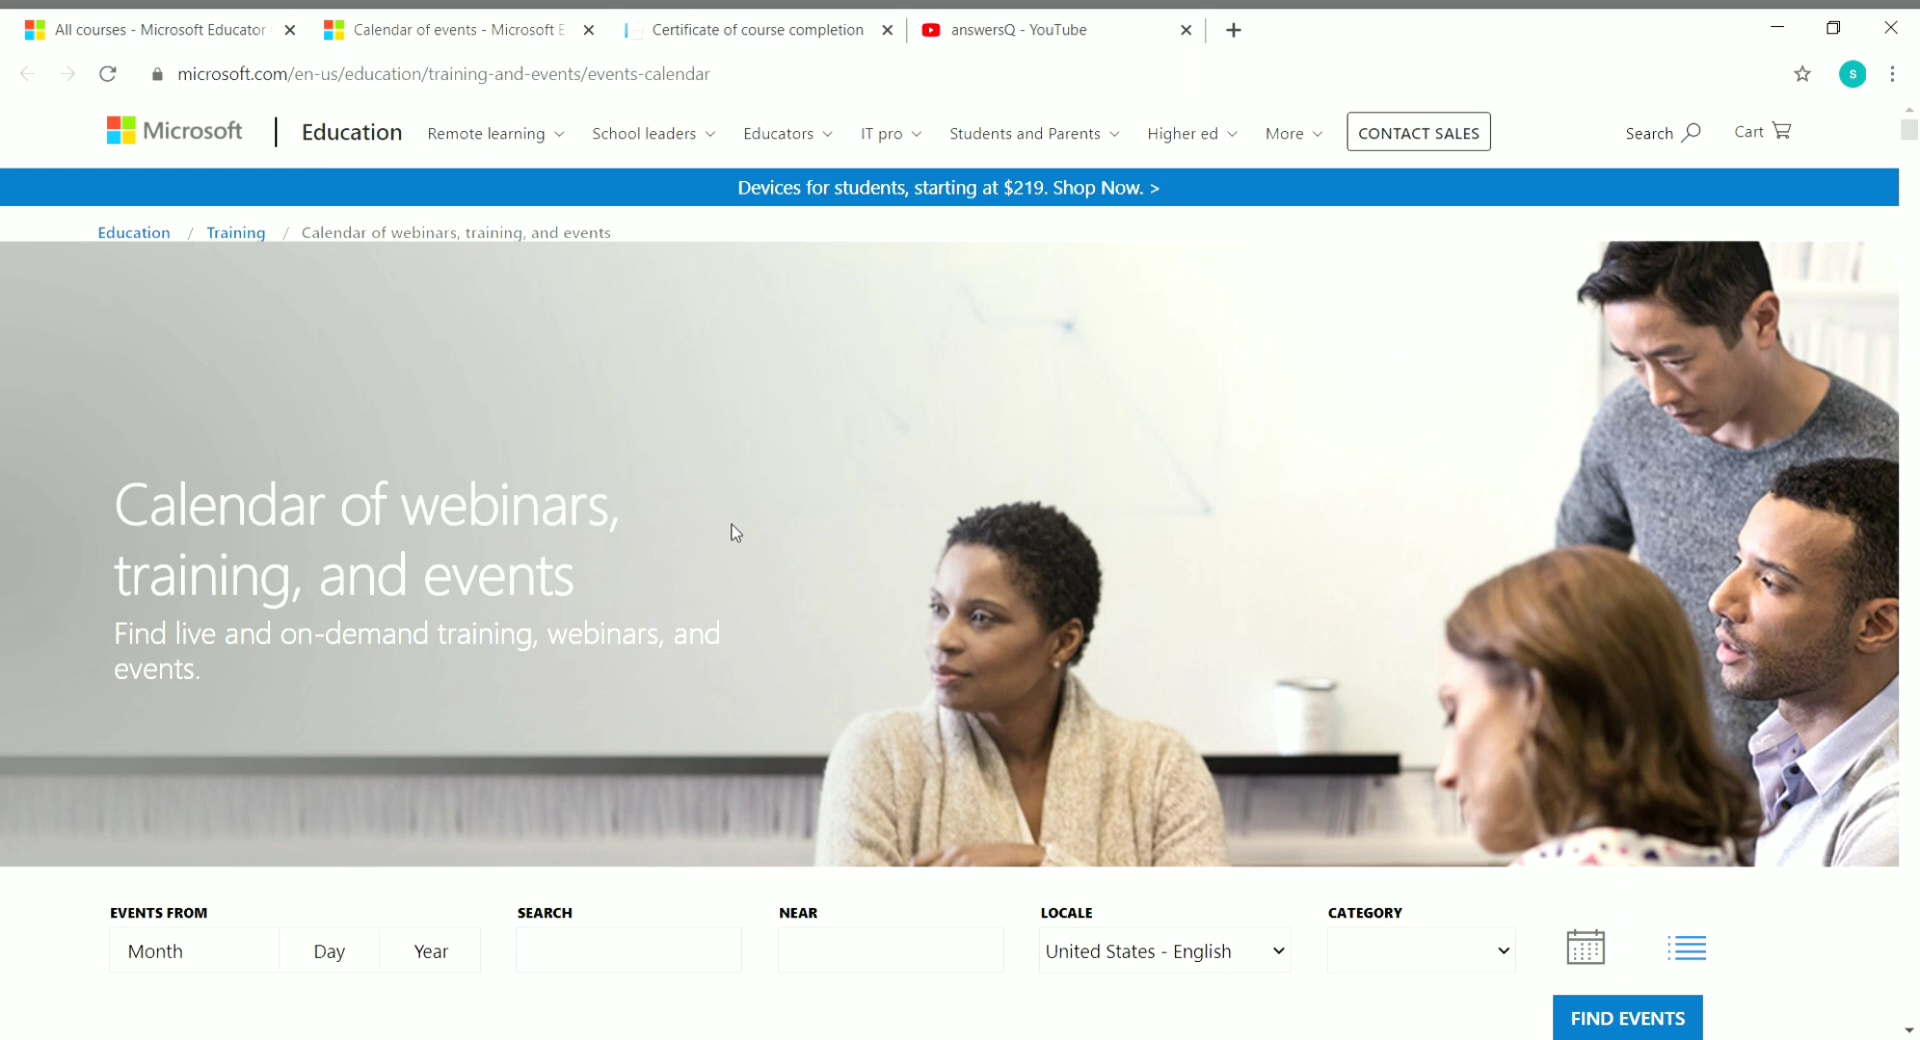 All courses - Microsoft Educator
Calendar of events - Microsoft E
Certificate of course completion
answersQ - YouTube
microsoft.com/en-us/education/training-and-events/events-calendar
S
Microsoft
Education
Remote learning
School leaders
Educators
IT pro
Students and Parents
Higher ed
More
CONTACT SALES
Search
Cart
Devices for students, starting at $219. Shop Now. >
Education / Training / Calendar of webinars, training, and events
Calendar of webinars,
training, and events
Find live and on-demand training, webinars, and
events.
EVENTS FROM
SEARCH
NEAR
LOCALE
CATEGORY
Month
Day
Year
United States - English
FIND EVENTS